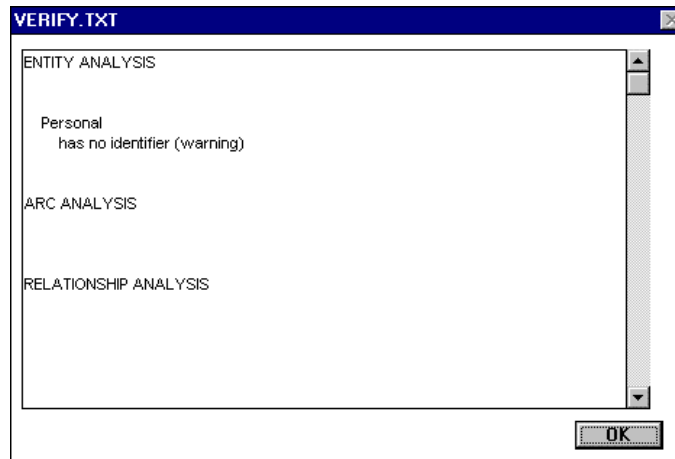 VERIFY.TXT
ENTITY ANALYSIS
Personal
has no identifier (warning)
ARC ANALYSIS
RELATIONSHIP ANALYSIS
OK